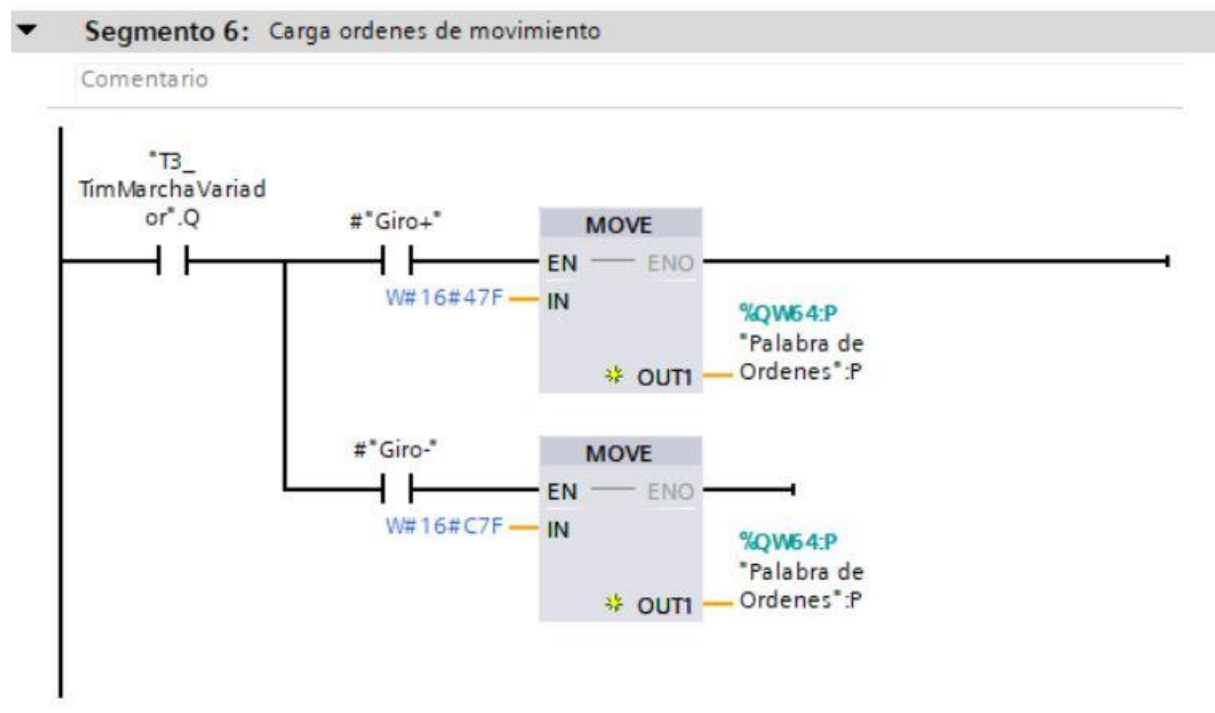 Segmento 6: Carga ordenes de movimiento
Comentario
"T3_
TimMarchaVariad
or".Q
#"Giro+"
MOVE
EN ENO
W#16#47F IN
%QW64:P
"Palabra de
OUT1 Ordenes":P
#"Giro-"
MOVE
EN ENO
W#16#C7F IN
%QW64:P
"Palabra de
OUT1 Ordenes":P